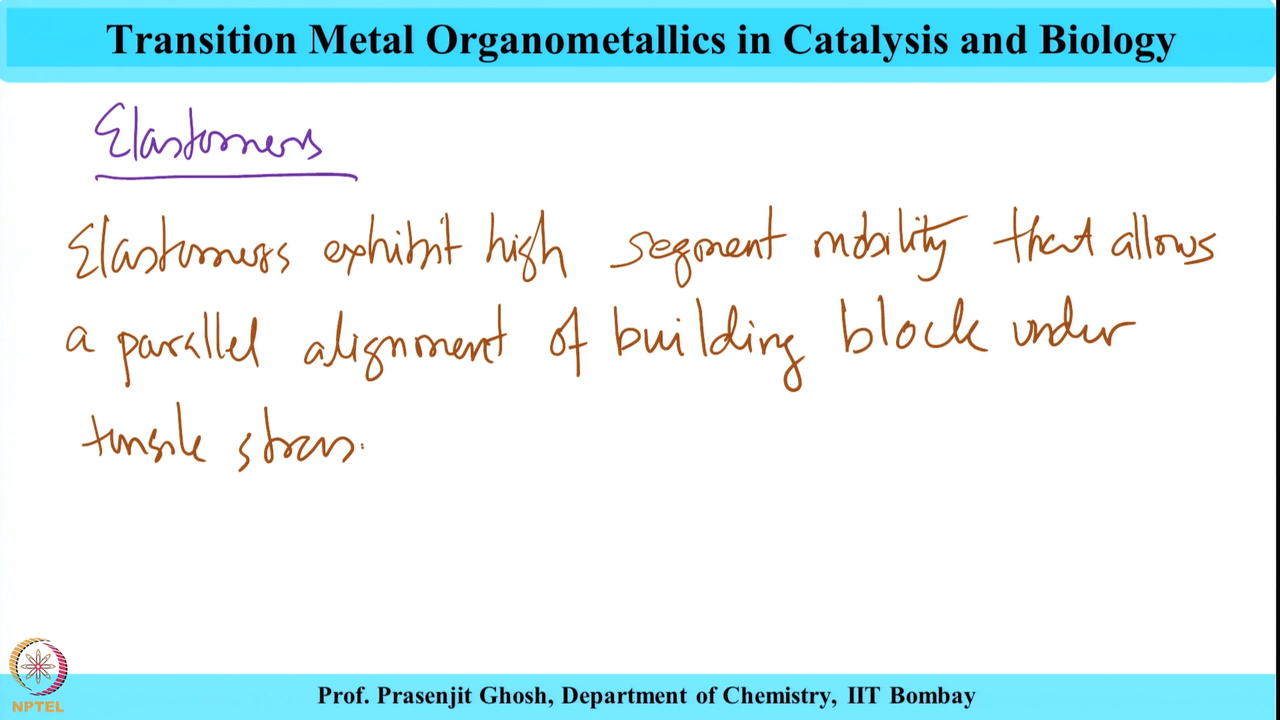 Transition Metal Organometallics in Catalysis and Biology
Elastomers
Elastomers exhibit high segment mobility that allows
a parallel alignment of building block under
tensile stress.
NPTEL
Prof. Prasenjit Ghosh, Department of Chemistry, IIT Bombay